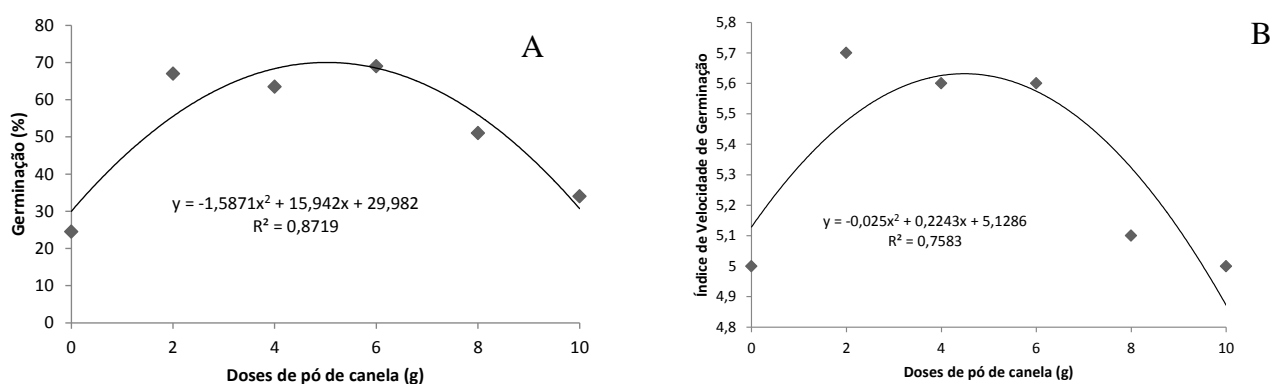 A
Germinação (%)
80
70
60
50
40
30
20
10
0
y = -1,5871x² + 15,942x + 29,982
R² = 0,8719
0 2 4 6 8 10
Doses de pó de canela (g)
B
Índice de Velocidade de Germinação
5,8
5,7
5,6
5,5
5,4
5,3
5,2
5,1
5
4,9
4,8
y = -0,025x² + 0,2243x + 5,1286
R² = 0,7583
0 2 4 6 8 10
Doses de pó de canela (g)